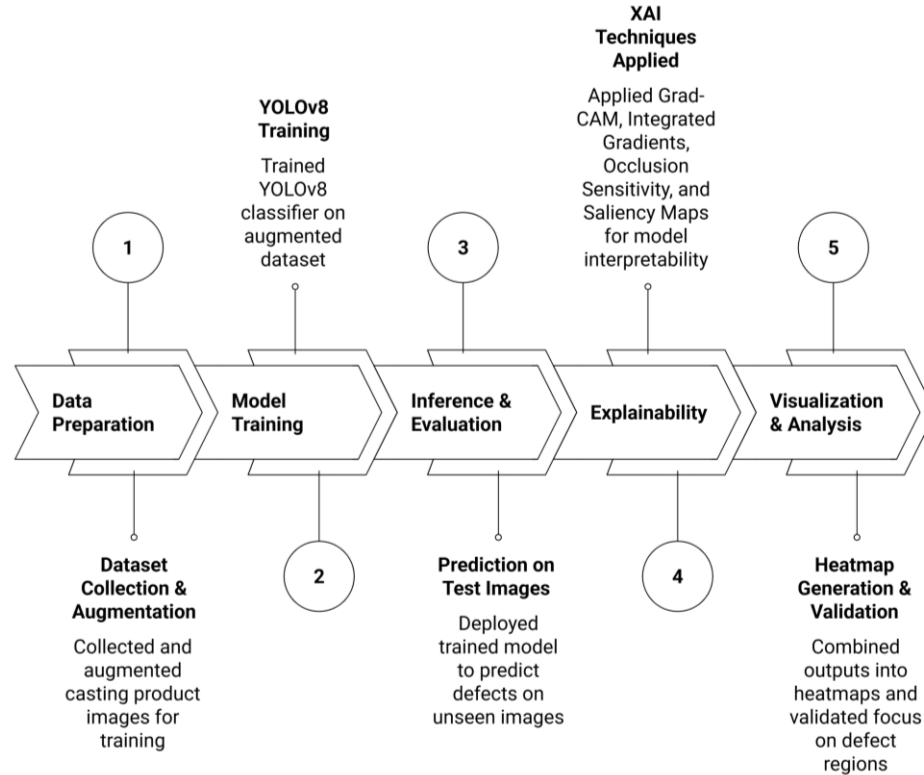 XAI
Techniques
Applied
Applied Grad-
CAM, Integrated
Gradients,
Occlusion
Sensitivity, and
Saliency Maps
for model
interpretability
YOLOv8
Training
Trained
YOLOv8
classifier on
augmented
dataset
1
3
5
Data
Preparation
Model
Training
Inference &
Evaluation
Explainability
Visualization
& Analysis
Dataset
Collection &
Augmentation
Collected and
augmented
casting product
images for
training
2
Prediction on
Test Images
Deployed
trained model
to predict
defects on
unseen images
4
Heatmap
Generation &
Validation
Combined
outputs into
heatmaps and
validated focus
on defect
regions